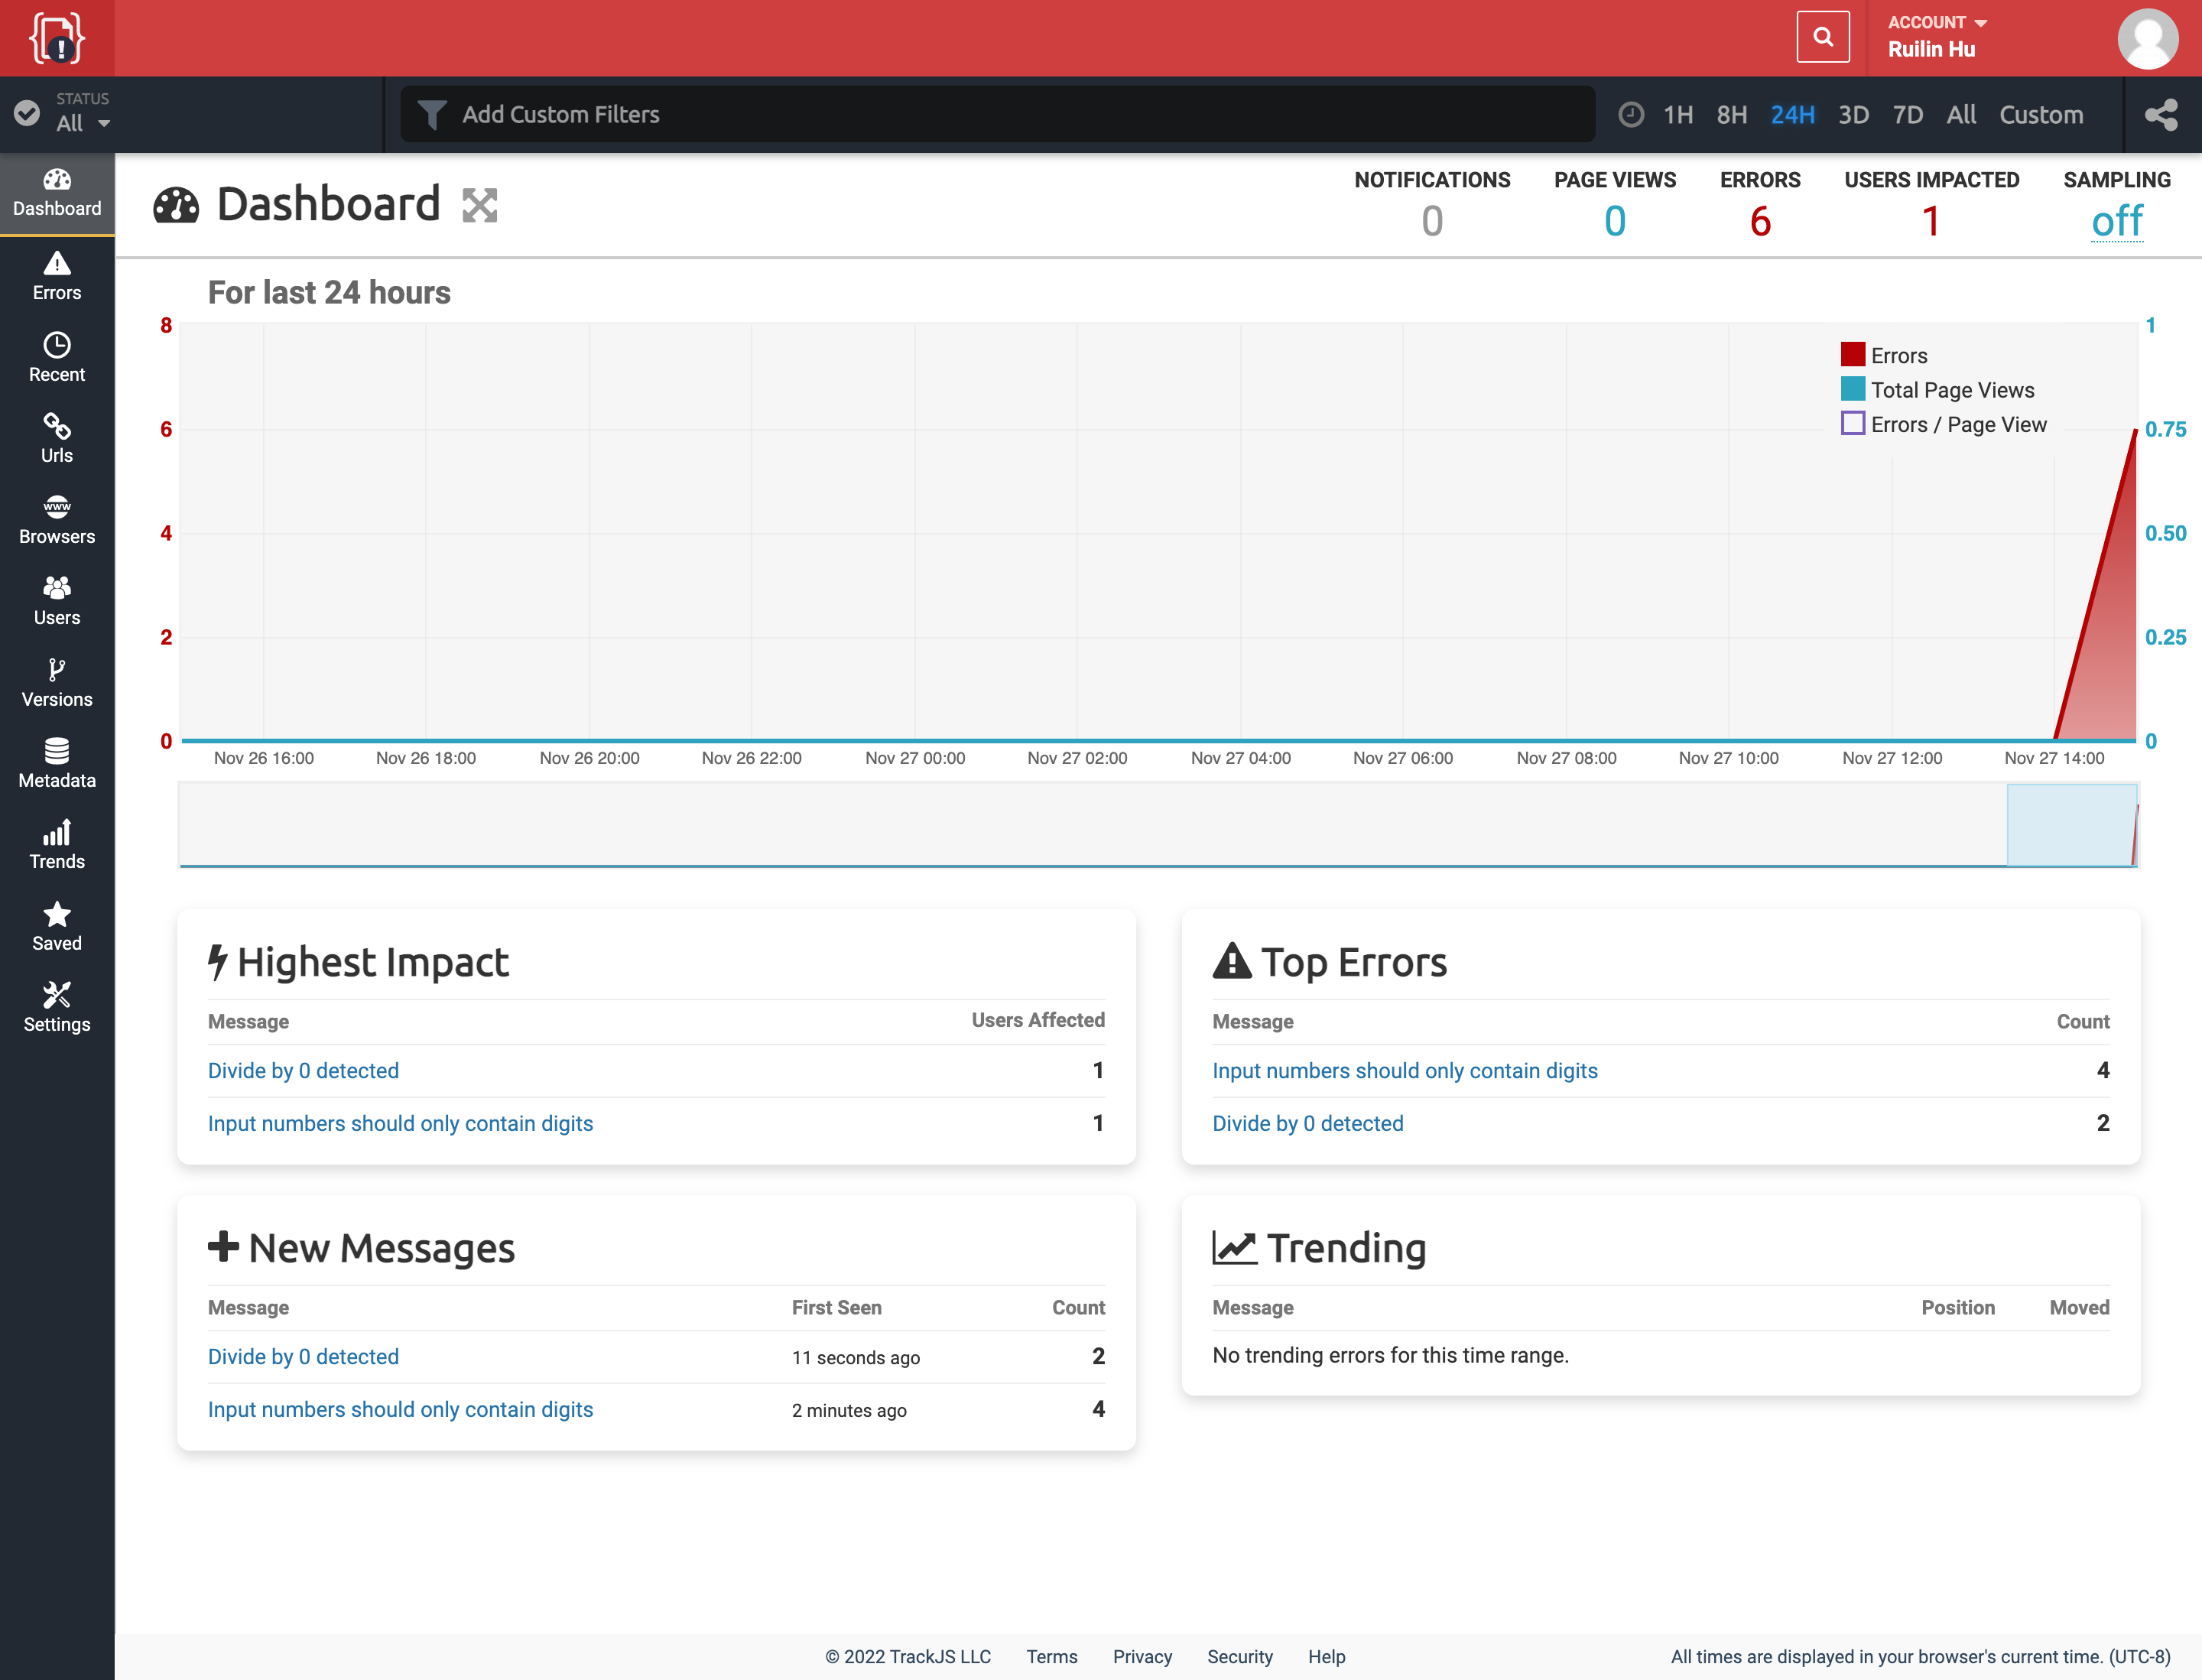 ACCOUNT
Ruilin Hu
STATUS
All
Add Custom Filters
1H 8H 24H 3D 7D All Custom
Dashboard
Errors
Recent
Urls
www
Browsers
Users
Versions
Metadata
Trends
Saved
Settings
Dashboard
NOTIFICATIONS PAGE VIEWS ERRORS USERS IMPACTED SAMPLING
0 0 6 1 off
For last 24 hours
8 1
6 0.75
4 0.50
2 0.25
0 0
Errors
Total Page Views
Errors / Page View
Nov 26 16:00 Nov 26 18:00 Nov 26 20:00 Nov 26 22:00 Nov 27 00:00 Nov 27 02:00 Nov 27 04:00 Nov 27 06:00 Nov 27 08:00 Nov 27 10:00 Nov 27 12:00 Nov 27 14:00
Highest Impact
Message Users Affected
Divide by 0 detected 1
Input numbers should only contain digits 1
Top Errors
Message Count
Input numbers should only contain digits 4
Divide by 0 detected 2
New Messages
Message First Seen Count
Divide by 0 detected 11 seconds ago 2
Input numbers should only contain digits 2 minutes ago 4
Trending
Message Position Moved
No trending errors for this time range.
© 2022 TrackJS LLC Terms Privacy Security Help
All times are displayed in your browser's current time. (UTC-8)